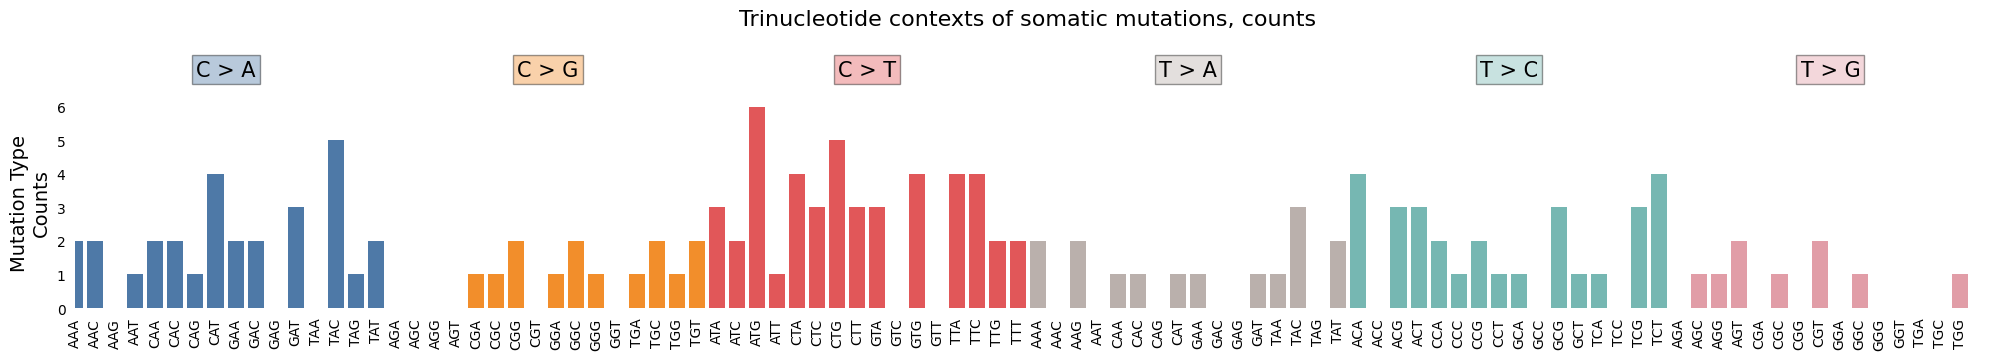 Trinucleotide contexts of somatic mutations, counts
C > A
C > G
C > T
T > A
T > C
T > G
Mutation Type
Counts
6
5
4
3
2
1
0
AAA AAC AAG AAT CAA CAC CAG CAT GAA GAC GAG GAT TAA TAC TAG TAT AGA AGC AGG AGT CGA CGC CGG CGT GGA GGC GGG GGT TGA TGC TGG TGT ATA ATC ATG ATT CTA CTC CTG CTT GTA GTC GTG GTT TTA TTC TTG TTT AAA AAC AAG AAT CAA CAC CAG CAT GAA GAC GAG GAT TAA TAC TAG TAT ACA ACC ACG ACT CCA CCC CCG CCT GCA GCC GCG GCT TCA TCC TCG TCT AGA AGC AGG AGT CGA CGC CGG CGT GGA GGC GGG GGT TGA TGC TGG